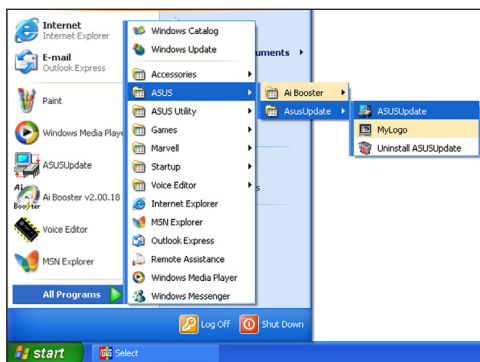 Internet
Internet Explorer
E-mail
Outlook Express
Paint
Windows Media Playe
ASUSUpdate
Ai Booster v2.00.18
Voice Editor
MSN Explorer
All Programs
Windows Catalog
Windows Update
Accessories
ASUS
ASUS Utility
Games
Marvell
Startup
Voice Editor
Internet Explorer
MSN Explorer
Outlook Express
Remote Assistance
Windows Media Player
Windows Messenger
uments
s
Ai Booster
AsusUpdate
ASUSUpdate
MyLogo
Uninstall ASUSUpdate
Log Off
Shut Down
start
Select